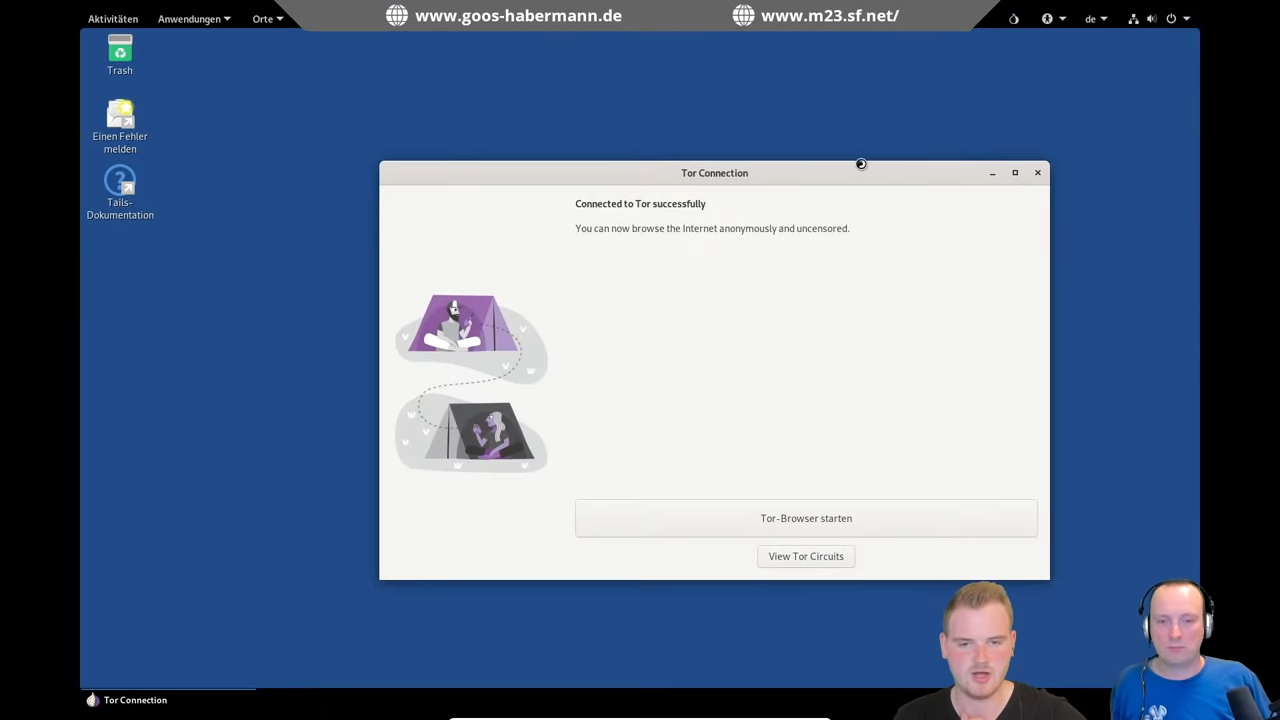 www.goos-habermann.de
www.m23.sf.net/
Aktivitäten
Anwendungen
Orte
de
Trash
Einen Fehler
melden
Tails-
Dokumentation
Tor Connection
Connected to Tor successfully
You can now browse the Internet anonymously and uncensored.
Tor-Browser starten
View Tor Circuits
Tor Connection